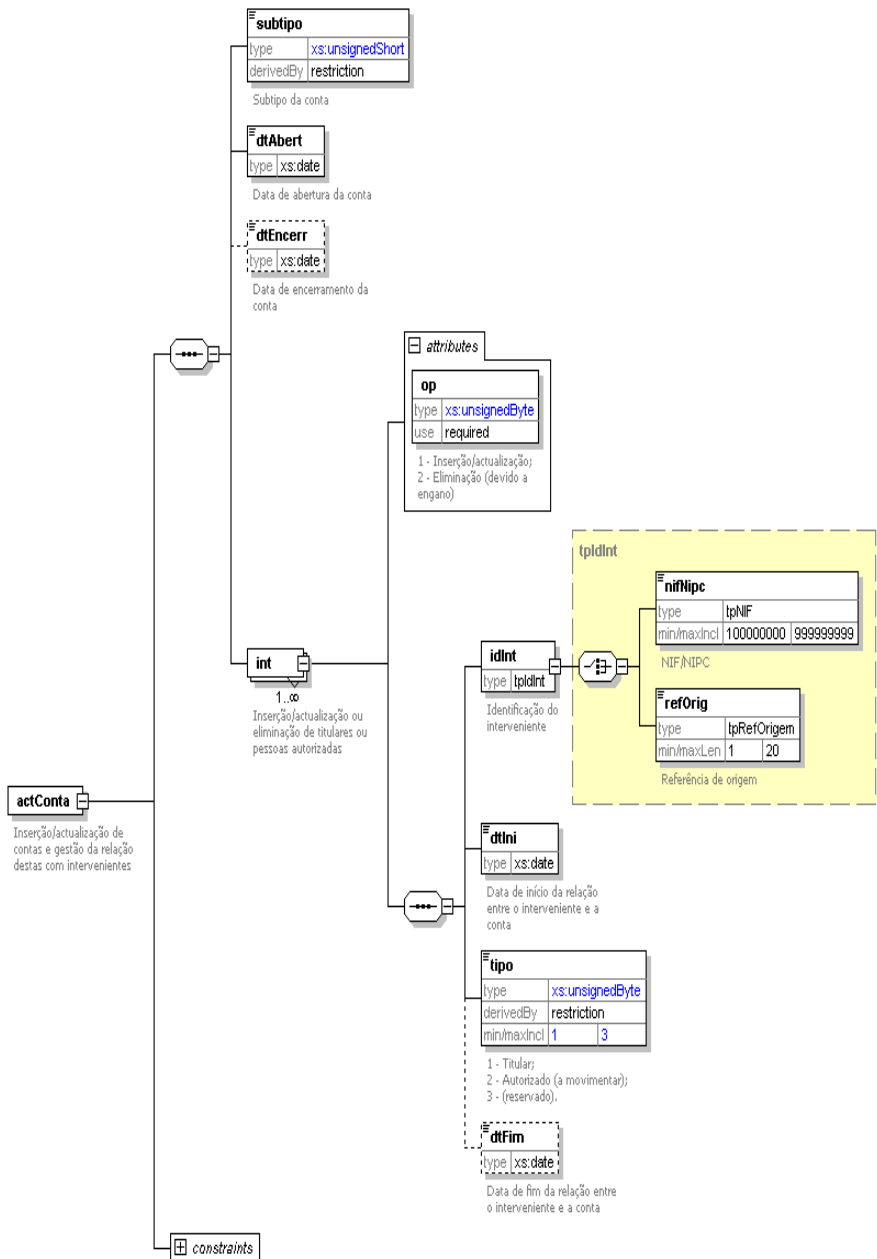 subtipo
type xs:unsignedShort
derivedBy restriction
Subtipo da conta
dtAbert
type xs:date
Data de abertura da conta
dtEncerr
type xs:date
Data de encerramento da
conta
attributes
op
type xs:unsignedByte
use required
1 - Inserção/actualização;
2 - Eliminação (devido a
engano)
int
1..∞
Inserção/actualização ou
eliminação de titulares ou
pessoas autorizadas
tpIdInt
nifNipc
type tpNIF
min/maxIncl 100000000 999999999
NIF/NIPC
idInt
type tpIdInt
Identificação do
interveniente
refOrig
type tpRefOrigem
min/maxLen 1 20
Referência de origem
actConta
Inserção/actualização de
contas e gestão da relação
destas com intervenientes
dtIni
type xs:date
Data de início da relação
entre o interveniente e a
conta
tipo
type xs:unsignedByte
derivedBy restriction
min/maxIncl 1 3
1 - Titular;
2 - Autorizado (a movimentar);
3 - (reservado).
dtFim
type xs:date
Data de fim da relação entre
o interveniente e a conta
constraints